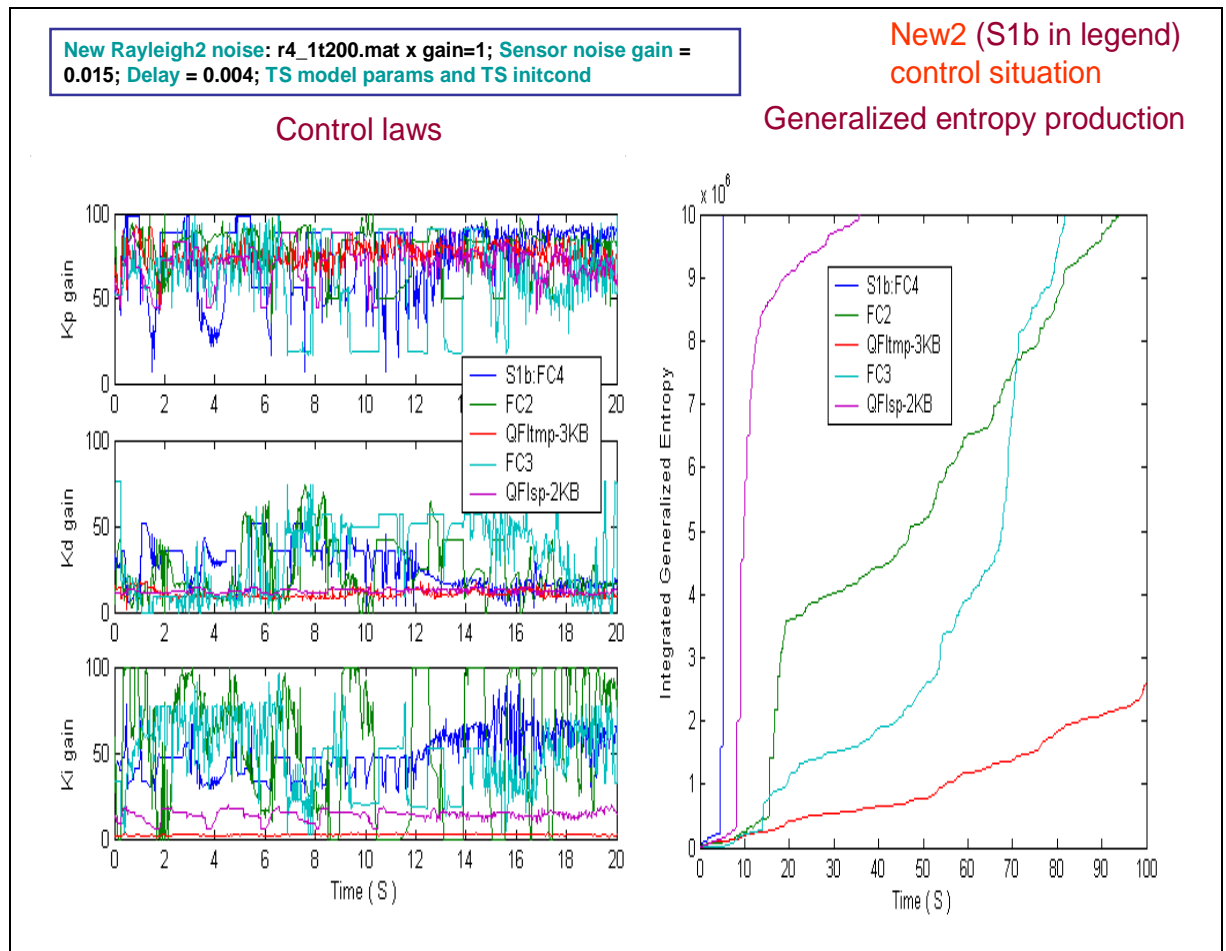 New Rayleigh2 noise: r4_1t200.mat x gain=1; Sensor noise gain =
0.015; Delay = 0.004; TS model params and TS initcond
New2 (S1b in legend)
control situation
Control laws
Generalized entropy production
100
50
0
Kp gain
0 2 4 6 8 10 12 14 16 18 20
S1b:FC4
FC2
QFItmp-3KB
FC3
QFIsp-2KB
100
50
0
Kd gain
0 2 4 6 8 10 12 14 16 18 20
100
50
0
Ki gain
0 2 4 6 8 10 12 14 16 18 20
Time ( S )
x 10^6
10
9
8
7
6
5
4
3
2
1
0
Integrated Generalized Entropy
S1b:FC4
FC2
QFItmp-3KB
FC3
QFIsp-2KB
0 10 20 30 40 50 60 70 80 90 100
Time ( S )